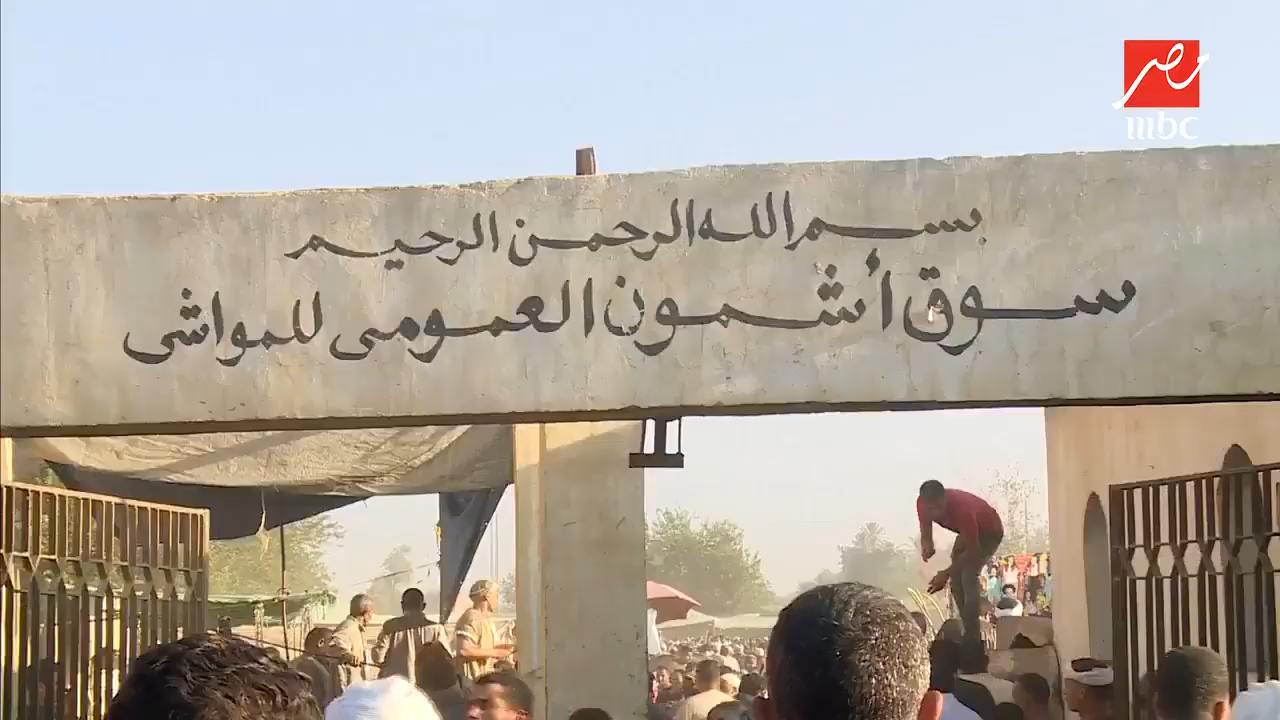 مصر
mbc
بسم الله الرحمن الرحيم
سوق أشمون العمومى للمواشى